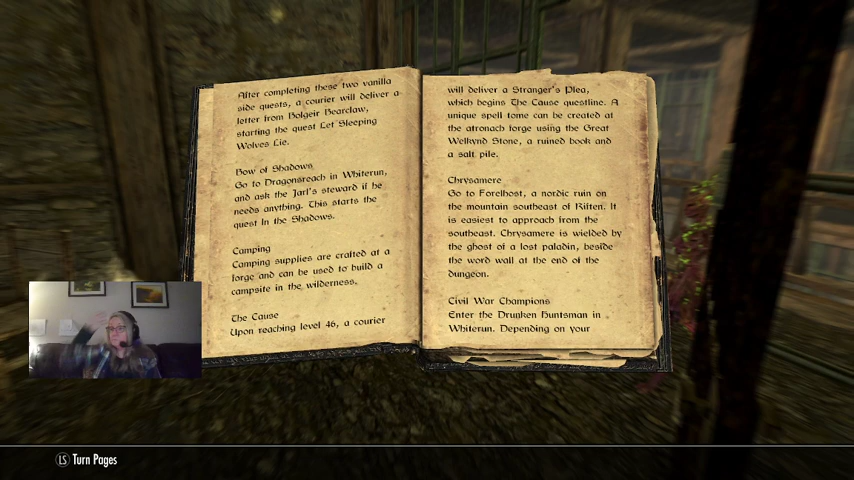 After completing these two vanilla
side quests, a courier will deliver a
letter from Bolgeir Bearclaw,
starting the quest Let Sleeping
Wolves Lie.
Bow of Shadows
Go to Dragonsreach in Whiterun,
and ask the Jarl's steward if he
needs anything. This starts the
quest In the Shadows.
Camping
Camping supplies are crafted at a
forge and can be used to build a
campsite in the wilderness.
The Cause
Upon reaching level 46, a courier
will deliver a Stranger's Plea,
which begins The Cause questline. A
unique spell tome can be created at
the atronach forge using the Great
Welkynd Stone, a ruined book and
a salt pile.
Chrysamere
Go to Forelhost, a nordic ruin on
the mountain southeast of Riften. It
is easiest to approach from the
southeast. Chrysamere is wielded by
the ghost of a lost paladin, beside
the word wall at the end of the
dungeon.
Civil War Champions
Enter the Drunken Huntsman in
Whiterun. Depending on your
LS Turn Pages